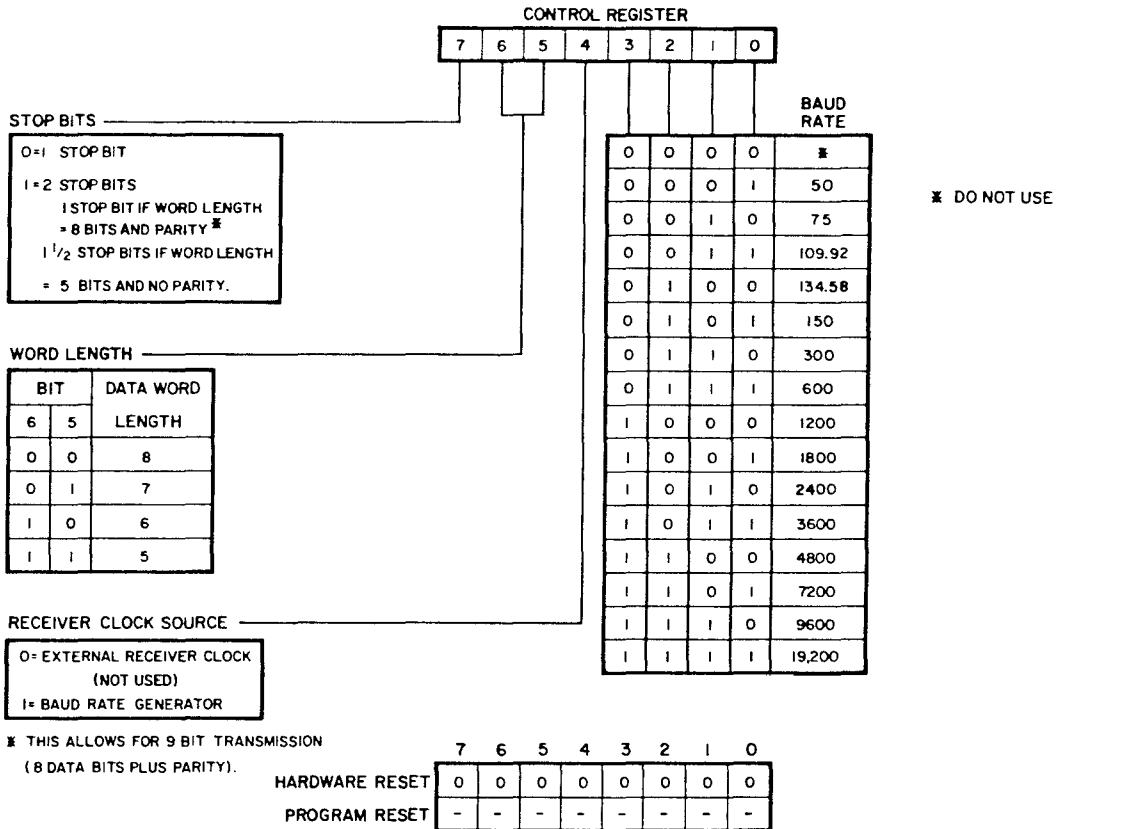 CONTROL REGISTER
7 6 5 4 3 2 1 0
STOP BITS
0=1 STOP BIT
1=2 STOP BITS
1 STOP BIT IF WORD LENGTH
= 8 BITS AND PARITY *
1 1/2 STOP BITS IF WORD LENGTH
= 5 BITS AND NO PARITY.
WORD LENGTH
BIT DATA WORD
6 5 LENGTH
0 0 8
0 1 7
1 0 6
1 1 5
RECEIVER CLOCK SOURCE
0= EXTERNAL RECEIVER CLOCK
(NOT USED)
1= BAUD RATE GENERATOR
* THIS ALLOWS FOR 9 BIT TRANSMISSION
(8 DATA BITS PLUS PARITY).
BAUD
RATE
0 0 0 0 *
0 0 0 1 50
0 0 1 0 75
0 0 1 1 109.92
0 1 0 0 134.58
0 1 0 1 150
0 1 1 0 300
0 1 1 1 600
1 0 0 0 1200
1 0 0 1 1800
1 0 1 0 2400
1 0 1 1 3600
1 1 0 0 4800
1 1 0 1 7200
1 1 1 0 9600
1 1 1 1 19,200
* DO NOT USE
7 6 5 4 3 2 1 0
HARDWARE RESET 0 0 0 0 0 0 0 0
PROGRAM RESET - - - - - - - -